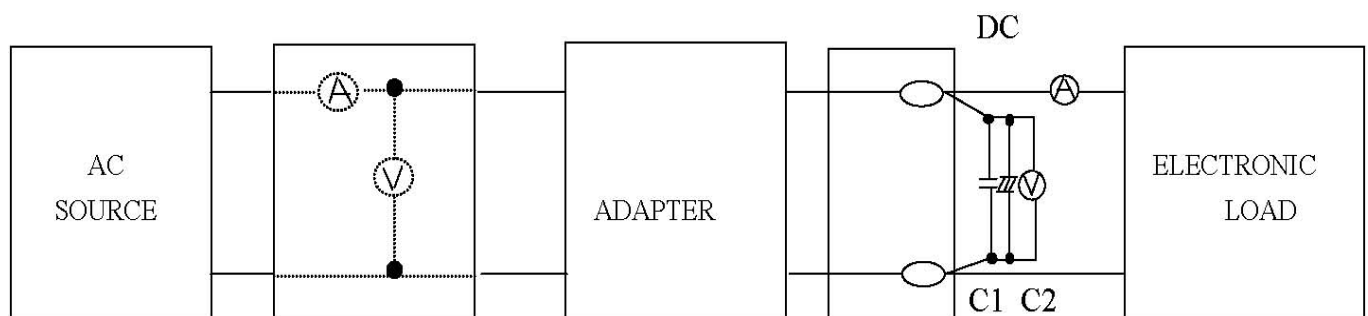 DC
A
A
V
V
AC
SOURCE
ADAPTER
ELECTRONIC
LOAD
C1 C2